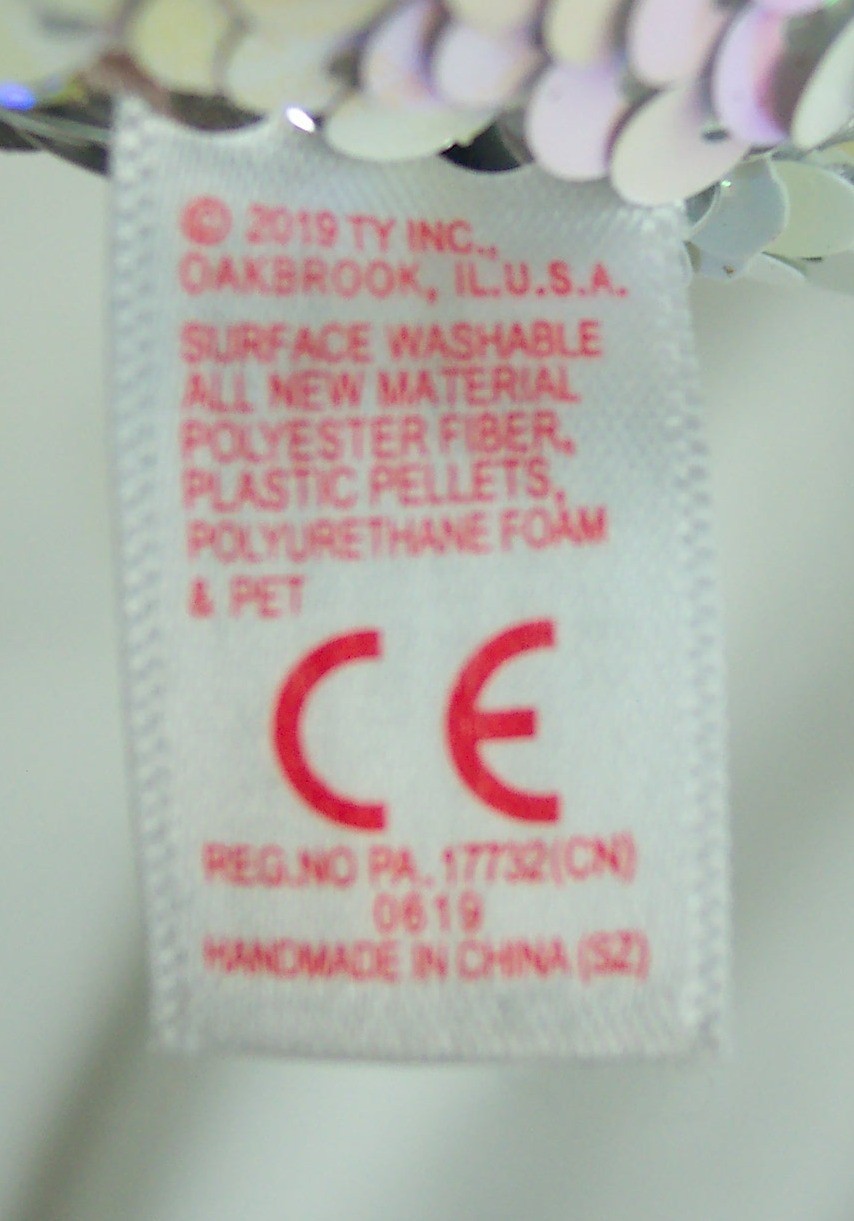 © 2019 TY INC.,
OAKBROOK, IL.U.S.A.
SURFACE WASHABLE
ALL NEW MATERIAL
POLYESTER FIBER,
PLASTIC PELLETS,
POLYURETHANE FOAM
& PET
CE
REG.NO PA. 17732(CN)
0619
HANDMADE IN CHINA (SZ)